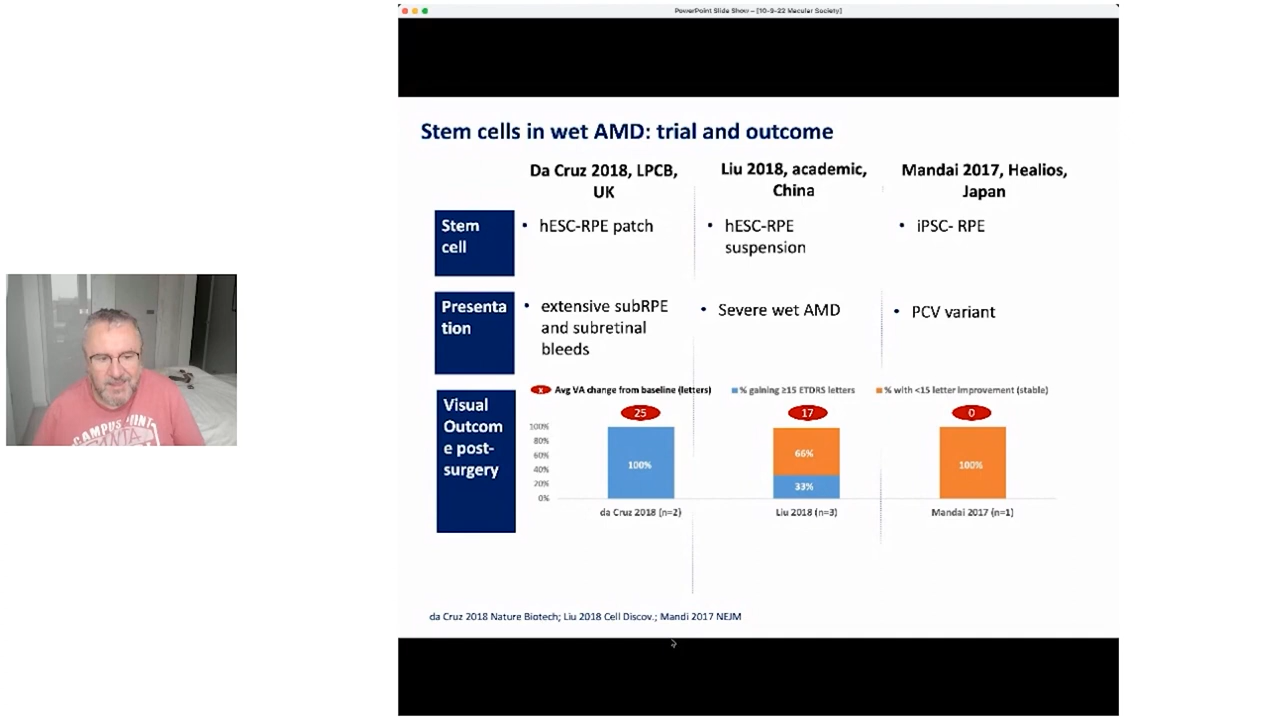 PowerPoint Slide Show – [10-9-22 Macular Society]
Stem cells in wet AMD: trial and outcome
Da Cruz 2018, LPCB,
UK
Liu 2018, academic,
China
Mandai 2017, Healios,
Japan
Stem
cell
• hESC-RPE patch
• hESC-RPE
suspension
• iPSC- RPE
Presenta
tion
• extensive subRPE
and subretinal
bleeds
• Severe wet AMD
• PCV variant
Visual
Outcom
e post-
surgery
x Avg VA change from baseline (letters)
% gaining ≥15 ETDRS letters
% with <15 letter improvement (stable)
25
17
0
100%
80%
60%
40%
20%
0%
100%
66%
33%
100%
da Cruz 2018 (n=2)
Liu 2018 (n=3)
Mandai 2017 (n=1)
da Cruz 2018 Nature Biotech; Liu 2018 Cell Discov.; Mandi 2017 NEJM
CAMPUS POINT